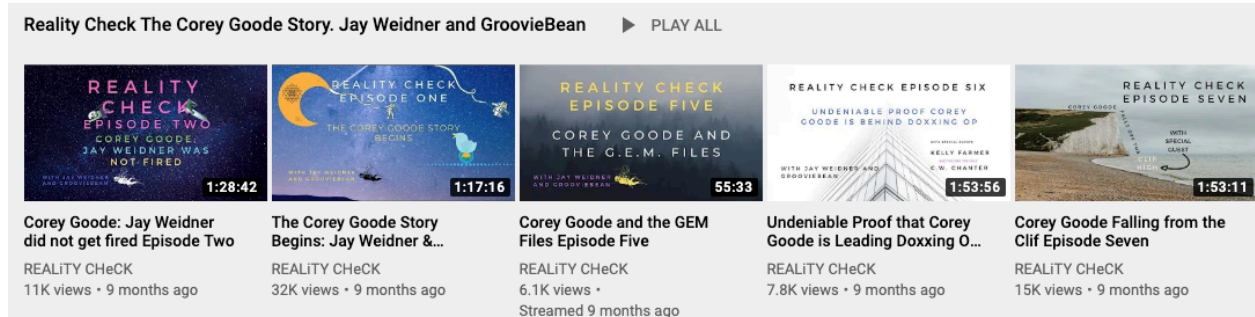 Reality Check The Corey Goode Story. Jay Weidner and GroovieBean
PLAY ALL
REALITY
CHECK
EPISODE TWO
COREY GOODE.
JAY WEIDNER WAS
NOT FIRED
WITH JAY WEIDNER
AND GROOVIEBEAN
1:28:42
Corey Goode: Jay Weidner
did not get fired Episode Two
REALiTY CHeCK
11K views • 9 months ago
REALITY CHECK
EPISODE ONE
THE COREY GOODE STORY
BEGINS
WITH JAY WEIDNER
AND GROOVIEBEAN
1:17:16
The Corey Goode Story
Begins: Jay Weidner &...
REALiTY CHeCK
32K views • 9 months ago
REALITY CHECK
EPISODE FIVE
COREY GOODE AND
THE G.E.M. FILES
WITH JAY WEIDNER
AND GROOVIEBEAN
55:33
Corey Goode and the GEM
Files Episode Five
REALiTY CHeCK
6.1K views •
Streamed 9 months ago
REALITY CHECK EPISODE SIX
UNDENIABLE PROOF COREY
GOODE IS BEHIND DOXXING OP
KELLY FARMER
C.W. CHANTER
WITH JAY WEIDNER AND
GROOVIEBEAN
1:53:56
Undeniable Proof that Corey
Goode is Leading Doxxing O...
REALiTY CHeCK
7.8K views • 9 months ago
REALITY CHECK
EPISODE SEVEN
COREY GOODE
FALLS OFF THE
WITH
SPECIAL
GUEST
CLIF
HIGH
1:53:11
Corey Goode Falling from the
Clif Episode Seven
REALiTY CHeCK
15K views • 9 months ago